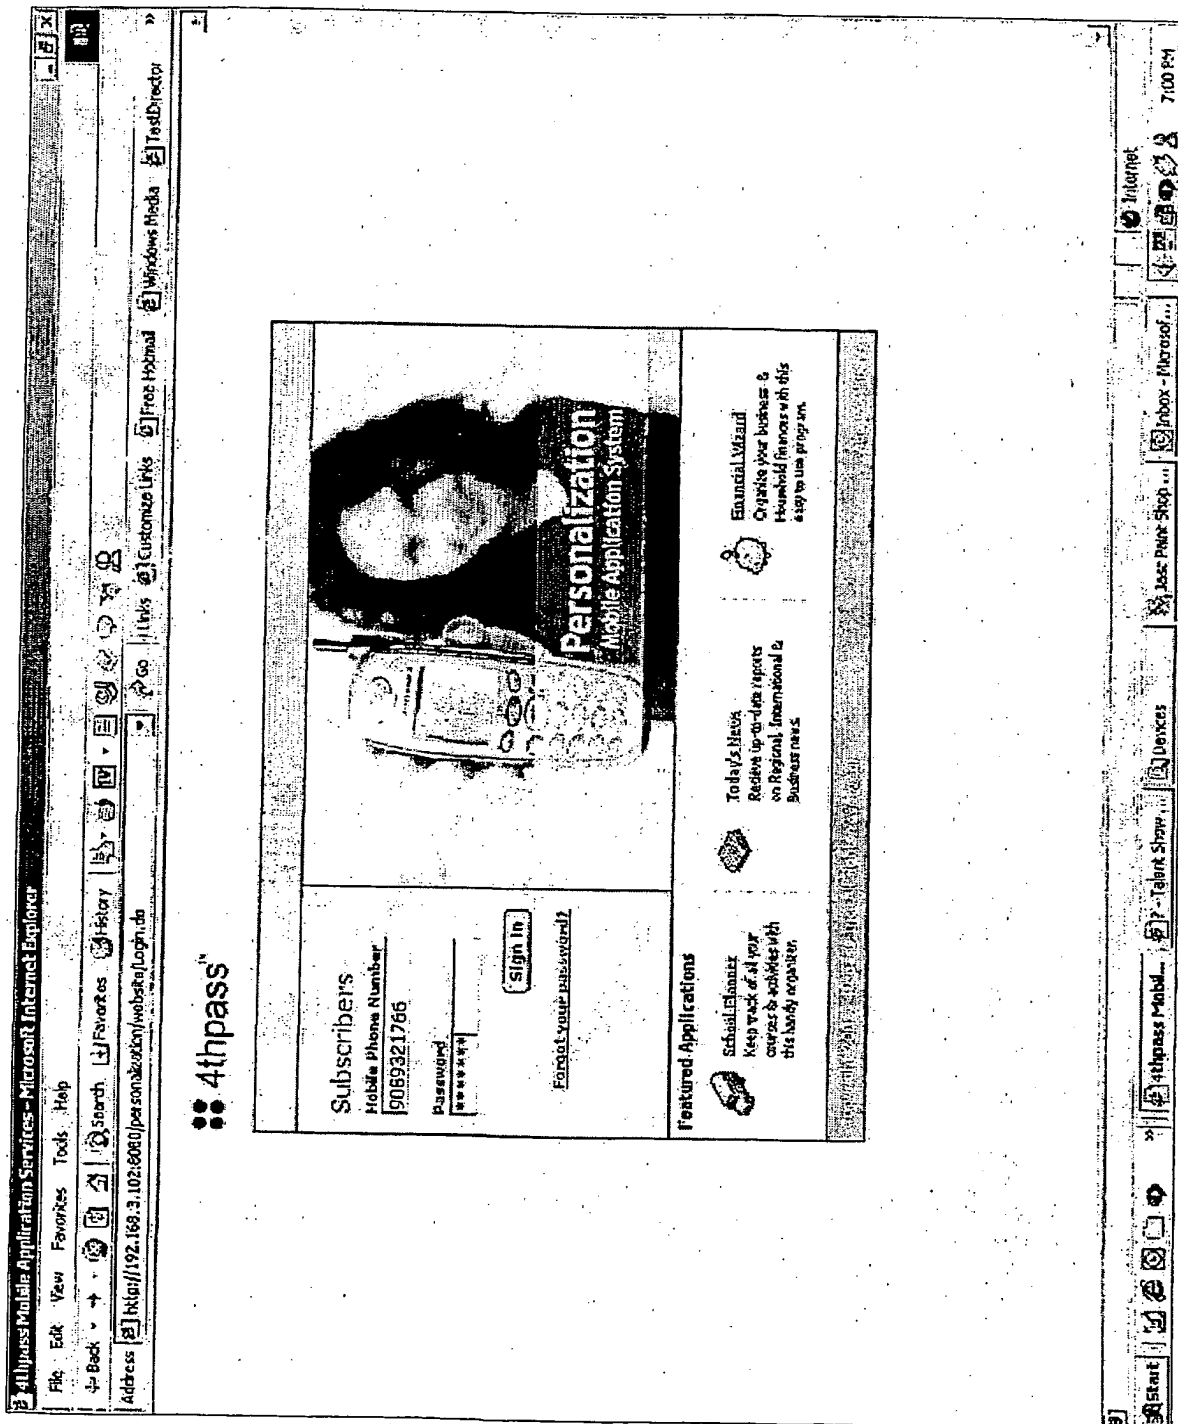 4thpass Mobile Application Services - Microsoft Internet Explorer
File Edit View Favorites Tools Help
Back Search Favorites History
Address http://192.168.3.102:8080/personalization/website/Login.do Go Links Customize Links Free Hotmail Windows Media TestDirector »
4thpass™
Subscribers
Mobile Phone Number
9089321766
Password
*******
Sign In
Forgot your password?
Personalization
Mobile Application System
Featured Applications
School Planner
Keep track of all your
courses & activities with
this handy organizer.
Today's News
Recieve up-to-date reports
on Regional, International &
Business news.
Financial Wizard
Organize your business &
Household finances with this
easy to use program.
Internet
Start » 4thpass Mobil... ? - Talent Show... Devices Jasc Paint Shop ... Inbox - Microsof... 7:00 PM